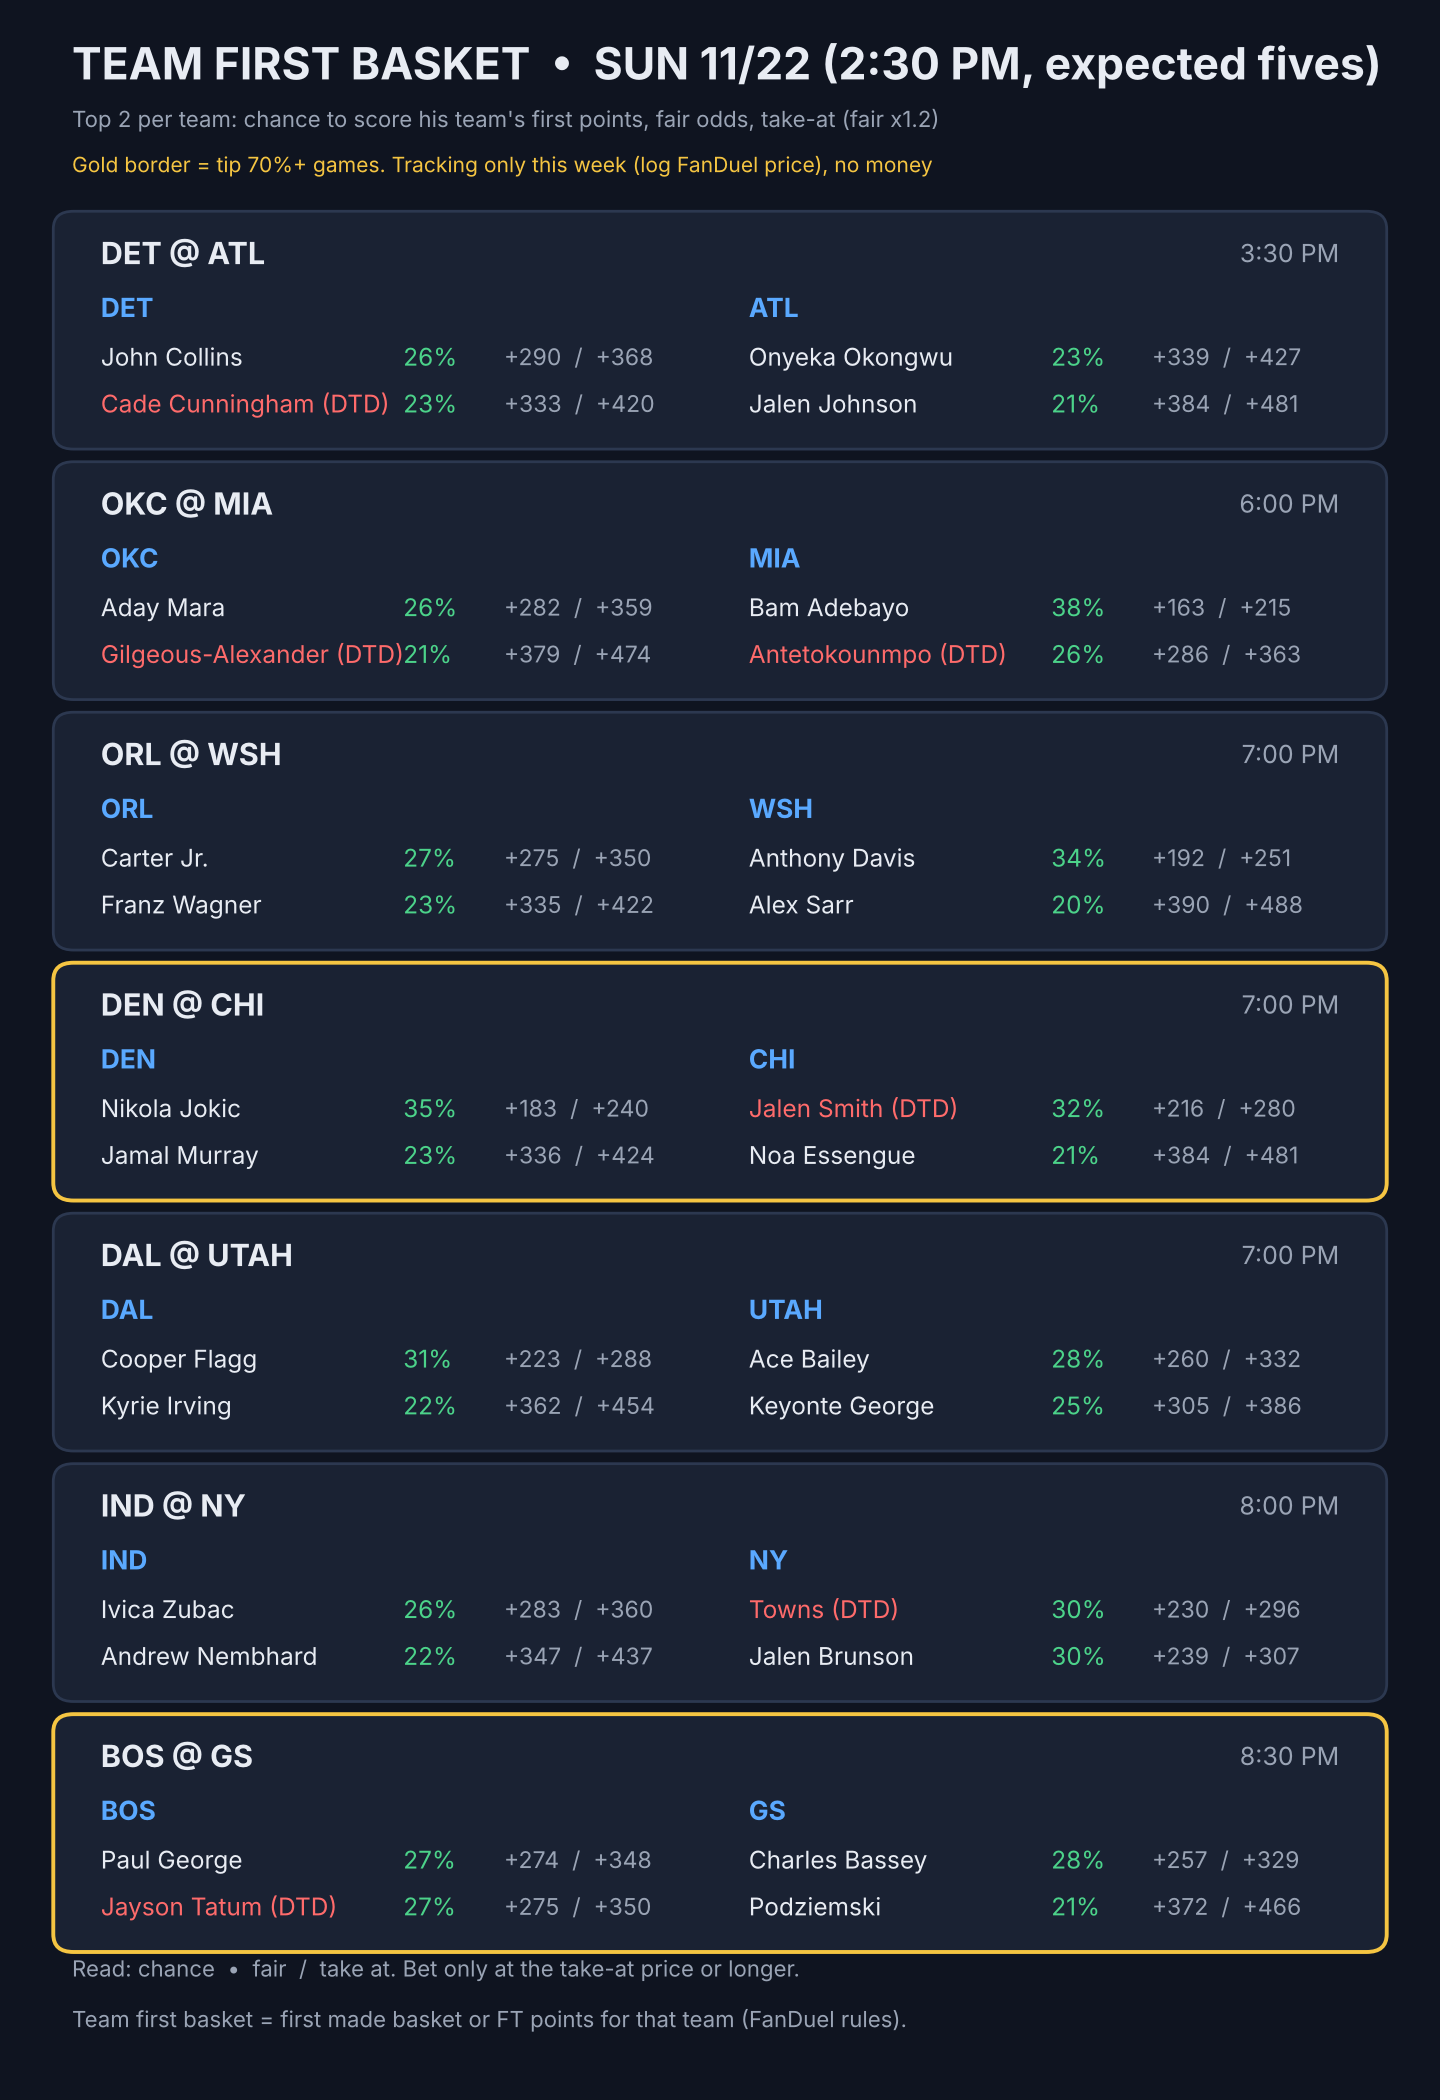 TEAM FIRST BASKET • SUN 11/22 (2:30 PM, expected fives)
Top 2 per team: chance to score his team's first points, fair odds, take-at (fair x1.2)
Gold border = tip 70%+ games. Tracking only this week (log FanDuel price), no money
DET @ ATL 3:30 PM
DET ATL
John Collins 26% +290 / +368 Onyeka Okongwu 23% +339 / +427
Cade Cunningham (DTD) 23% +333 / +420 Jalen Johnson 21% +384 / +481
OKC @ MIA 6:00 PM
OKC MIA
Aday Mara 26% +282 / +359 Bam Adebayo 38% +163 / +215
Gilgeous-Alexander (DTD) 21% +379 / +474 Antetokounmpo (DTD) 26% +286 / +363
ORL @ WSH 7:00 PM
ORL WSH
Carter Jr. 27% +275 / +350 Anthony Davis 34% +192 / +251
Franz Wagner 23% +335 / +422 Alex Sarr 20% +390 / +488
DEN @ CHI 7:00 PM
DEN CHI
Nikola Jokic 35% +183 / +240 Jalen Smith (DTD) 32% +216 / +280
Jamal Murray 23% +336 / +424 Noa Essengue 21% +384 / +481
DAL @ UTAH 7:00 PM
DAL UTAH
Cooper Flagg 31% +223 / +288 Ace Bailey 28% +260 / +332
Kyrie Irving 22% +362 / +454 Keyonte George 25% +305 / +386
IND @ NY 8:00 PM
IND NY
Ivica Zubac 26% +283 / +360 Towns (DTD) 30% +230 / +296
Andrew Nembhard 22% +347 / +437 Jalen Brunson 30% +239 / +307
BOS @ GS 8:30 PM
BOS GS
Paul George 27% +274 / +348 Charles Bassey 28% +257 / +329
Jayson Tatum (DTD) 27% +275 / +350 Podziemski 21% +372 / +466
Read: chance • fair / take at. Bet only at the take-at price or longer.
Team first basket = first made basket or FT points for that team (FanDuel rules).